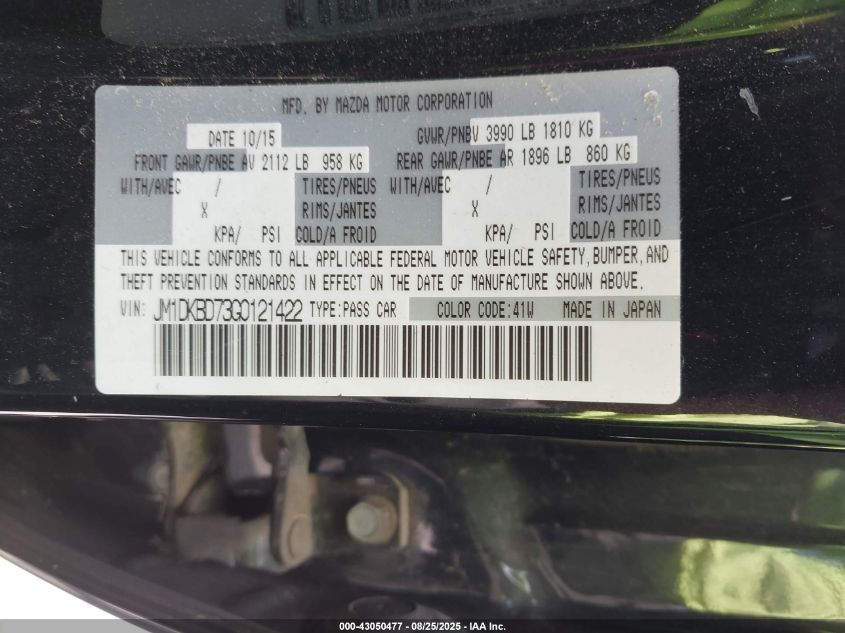 MFD. BY MAZDA MOTOR CORPORATION
DATE 10/15 GVWR/PNBV 3990 LB 1810 KG
FRONT GAWR/PNBE AV 2112 LB 958 KG REAR GAWR/PNBE AR 1896 LB 860 KG
WITH/AVEC / TIRES/PNEUS WITH/AVEC / TIRES/PNEUS
X RIMS/JANTES X RIMS/JANTES
KPA/ PSI COLD/A FROID KPA/ PSI COLD/A FROID
THIS VEHICLE CONFORMS TO ALL APPLICABLE FEDERAL MOTOR VEHICLE SAFETY, BUMPER, AND
THEFT PREVENTION STANDARDS IN EFFECT ON THE DATE OF MANUFACTURE SHOWN ABOVE.
VIN: JM1DKBD73G0121422 TYPE:PASS CAR COLOR CODE:41W MADE IN JAPAN
000-43050477 - 08/25/2025 - IAA Inc.